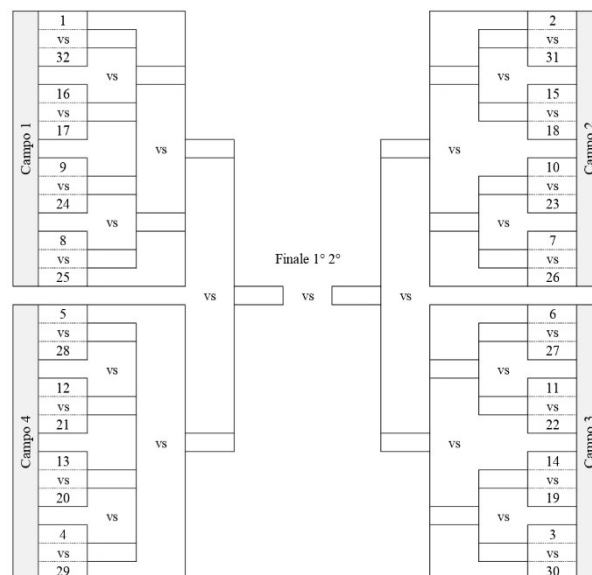 Campo 1
1
vs
32
vs
16
vs
17
vs
9
vs
24
vs
8
vs
25
Campo 4
5
vs
28
vs
12
vs
21
vs
13
vs
20
vs
4
vs
29
vs
Finale 1° 2°
vs
vs
Campo 2
2
vs
31
vs
15
vs
18
vs
10
vs
23
vs
7
vs
26
Campo 3
6
vs
27
vs
11
vs
22
vs
14
vs
19
vs
3
vs
30